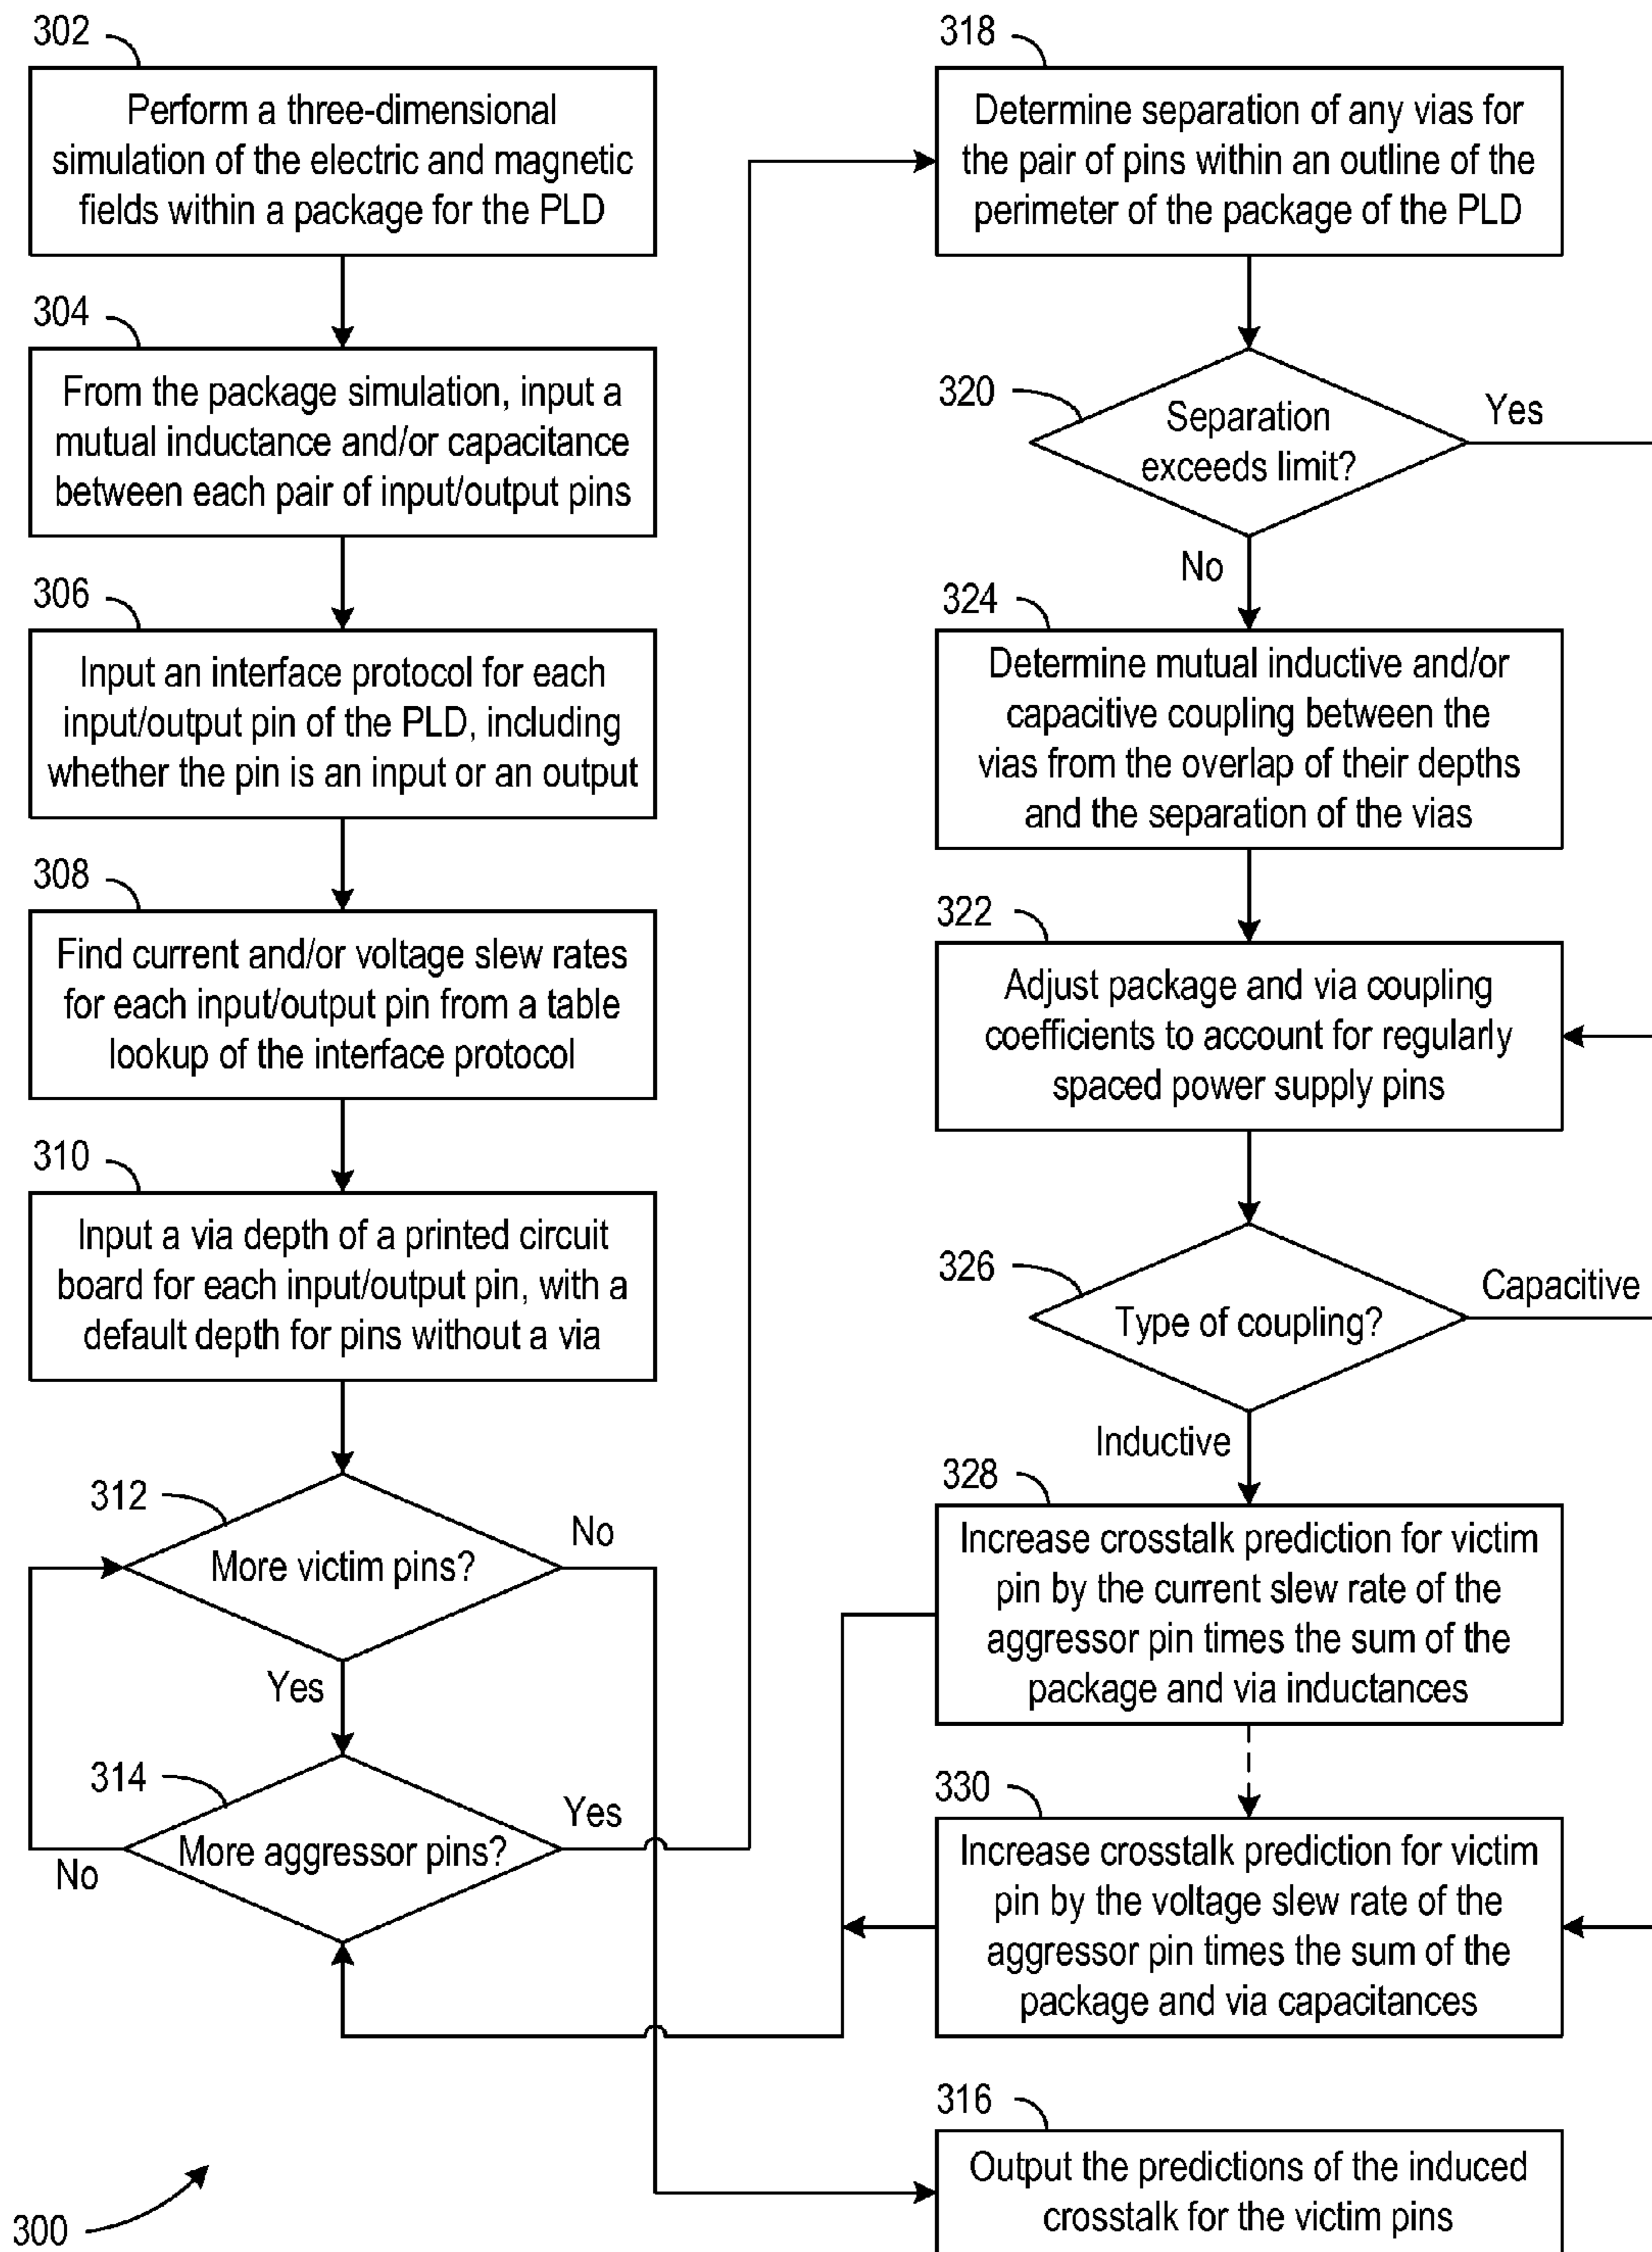 302
Perform a three-dimensional
simulation of the electric and magnetic
fields within a package for the PLD
304
From the package simulation, input a
mutual inductance and/or capacitance
between each pair of input/output pins
306
Input an interface protocol for each
input/output pin of the PLD, including
whether the pin is an input or an output
308
Find current and/or voltage slew rates
for each input/output pin from a table
lookup of the interface protocol
310
Input a via depth of a printed circuit
board for each input/output pin, with a
default depth for pins without a via
312
More victim pins?
No
Yes
314
More aggressor pins?
Yes
No
300
318
Determine separation of any vias for
the pair of pins within an outline of the
perimeter of the package of the PLD
320
Separation
exceeds limit?
Yes
No
324
Determine mutual inductive and/or
capacitive coupling between the
vias from the overlap of their depths
and the separation of the vias
322
Adjust package and via coupling
coefficients to account for regularly
spaced power supply pins
326
Type of coupling?
Capacitive
Inductive
328
Increase crosstalk prediction for victim
pin by the current slew rate of the
aggressor pin times the sum of the
package and via inductances
330
Increase crosstalk prediction for victim
pin by the voltage slew rate of the
aggressor pin times the sum of the
package and via capacitances
316
Output the predictions of the induced
crosstalk for the victim pins